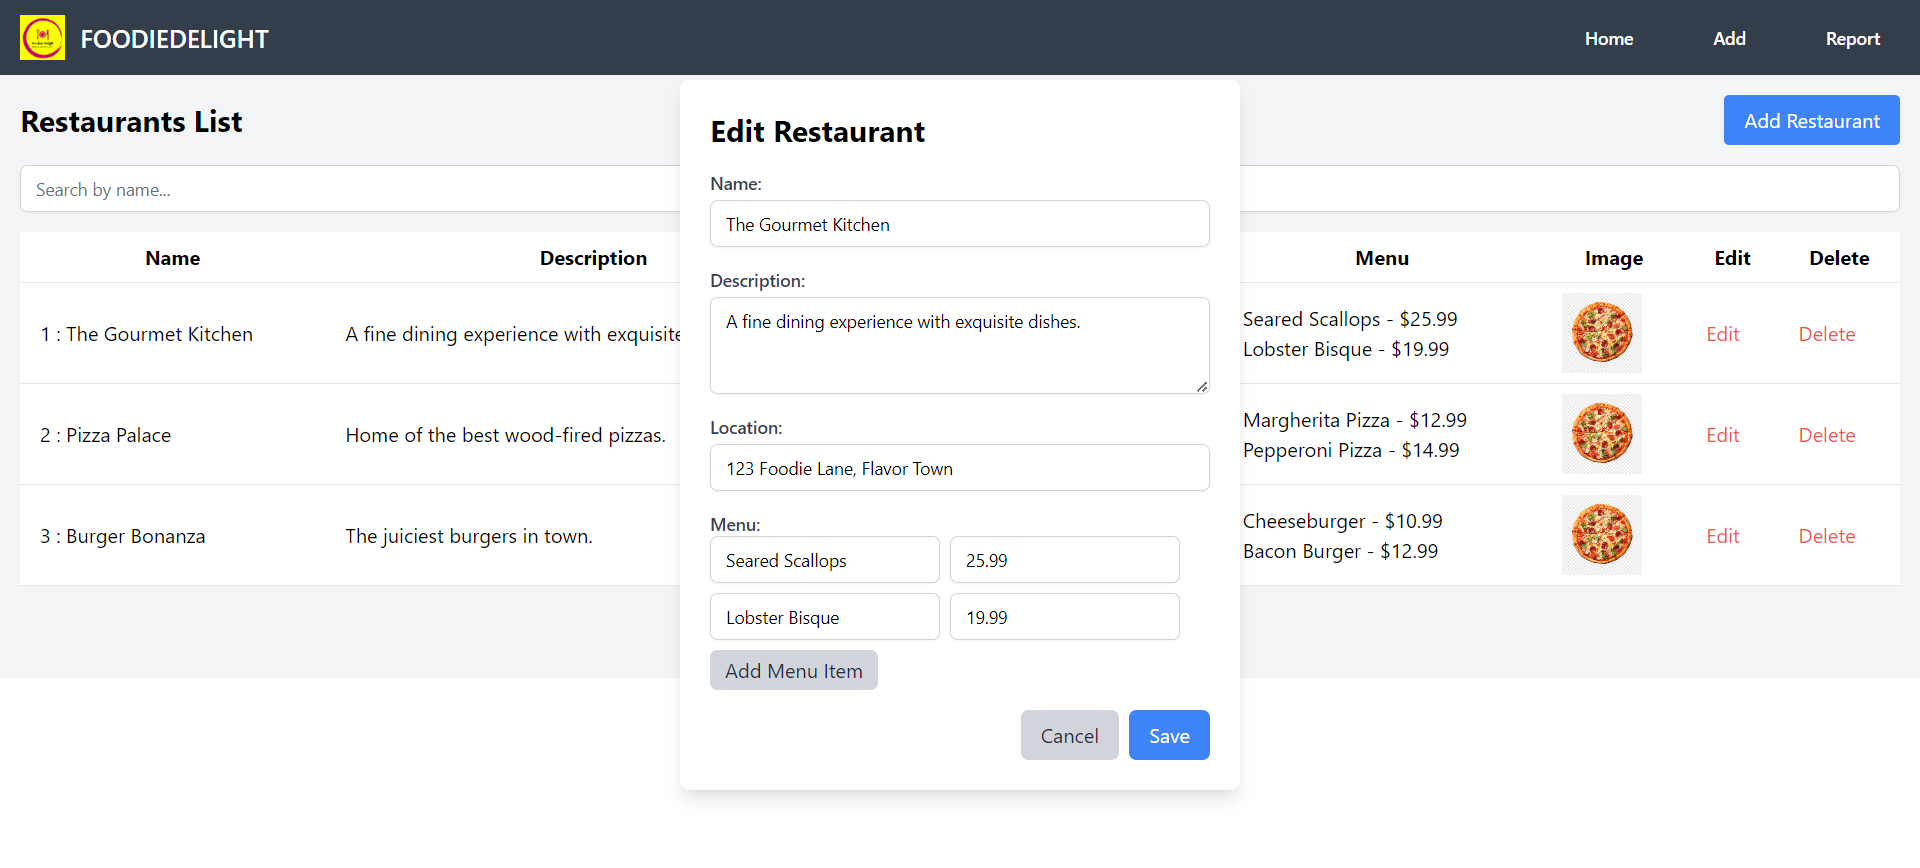 FOODIEDELIGHT
Home Add Report
Restaurants List
Add Restaurant
Search by name...
Name Description Menu Image Edit Delete
1 : The Gourmet Kitchen A fine dining experience with exquisite Seared Scallops - $25.99 Edit Delete
Lobster Bisque - $19.99
2 : Pizza Palace Home of the best wood-fired pizzas. Margherita Pizza - $12.99 Edit Delete
Pepperoni Pizza - $14.99
3 : Burger Bonanza The juiciest burgers in town. Cheeseburger - $10.99 Edit Delete
Bacon Burger - $12.99
Edit Restaurant
Name:
The Gourmet Kitchen
Description:
A fine dining experience with exquisite dishes.
Location:
123 Foodie Lane, Flavor Town
Menu:
Seared Scallops 25.99
Lobster Bisque 19.99
Add Menu Item
Cancel Save